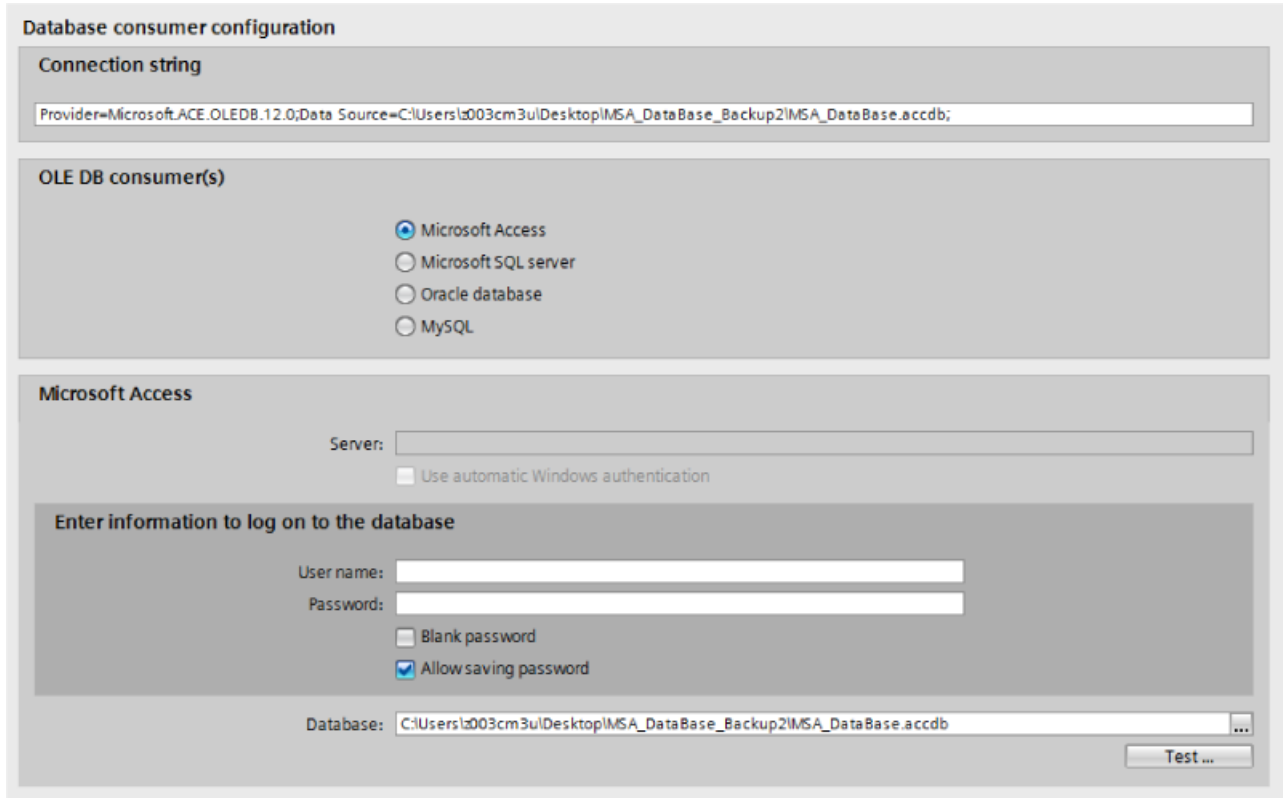 Database consumer configuration
Connection string
Provider=Microsoft.ACE.OLEDB.12.0;Data Source=C:\Users\z003cm3u\Desktop\MSA_DataBase_Backup2\MSA_DataBase.accdb;
OLE DB consumer(s)
Microsoft Access
Microsoft SQL server
Oracle database
MySQL
Microsoft Access
Server:
Use automatic Windows authentication
Enter information to log on to the database
User name:
Password:
Blank password
Allow saving password
Database: C:\Users\z003cm3u\Desktop\MSA_DataBase_Backup2\MSA_DataBase.accdb ...
Test ...